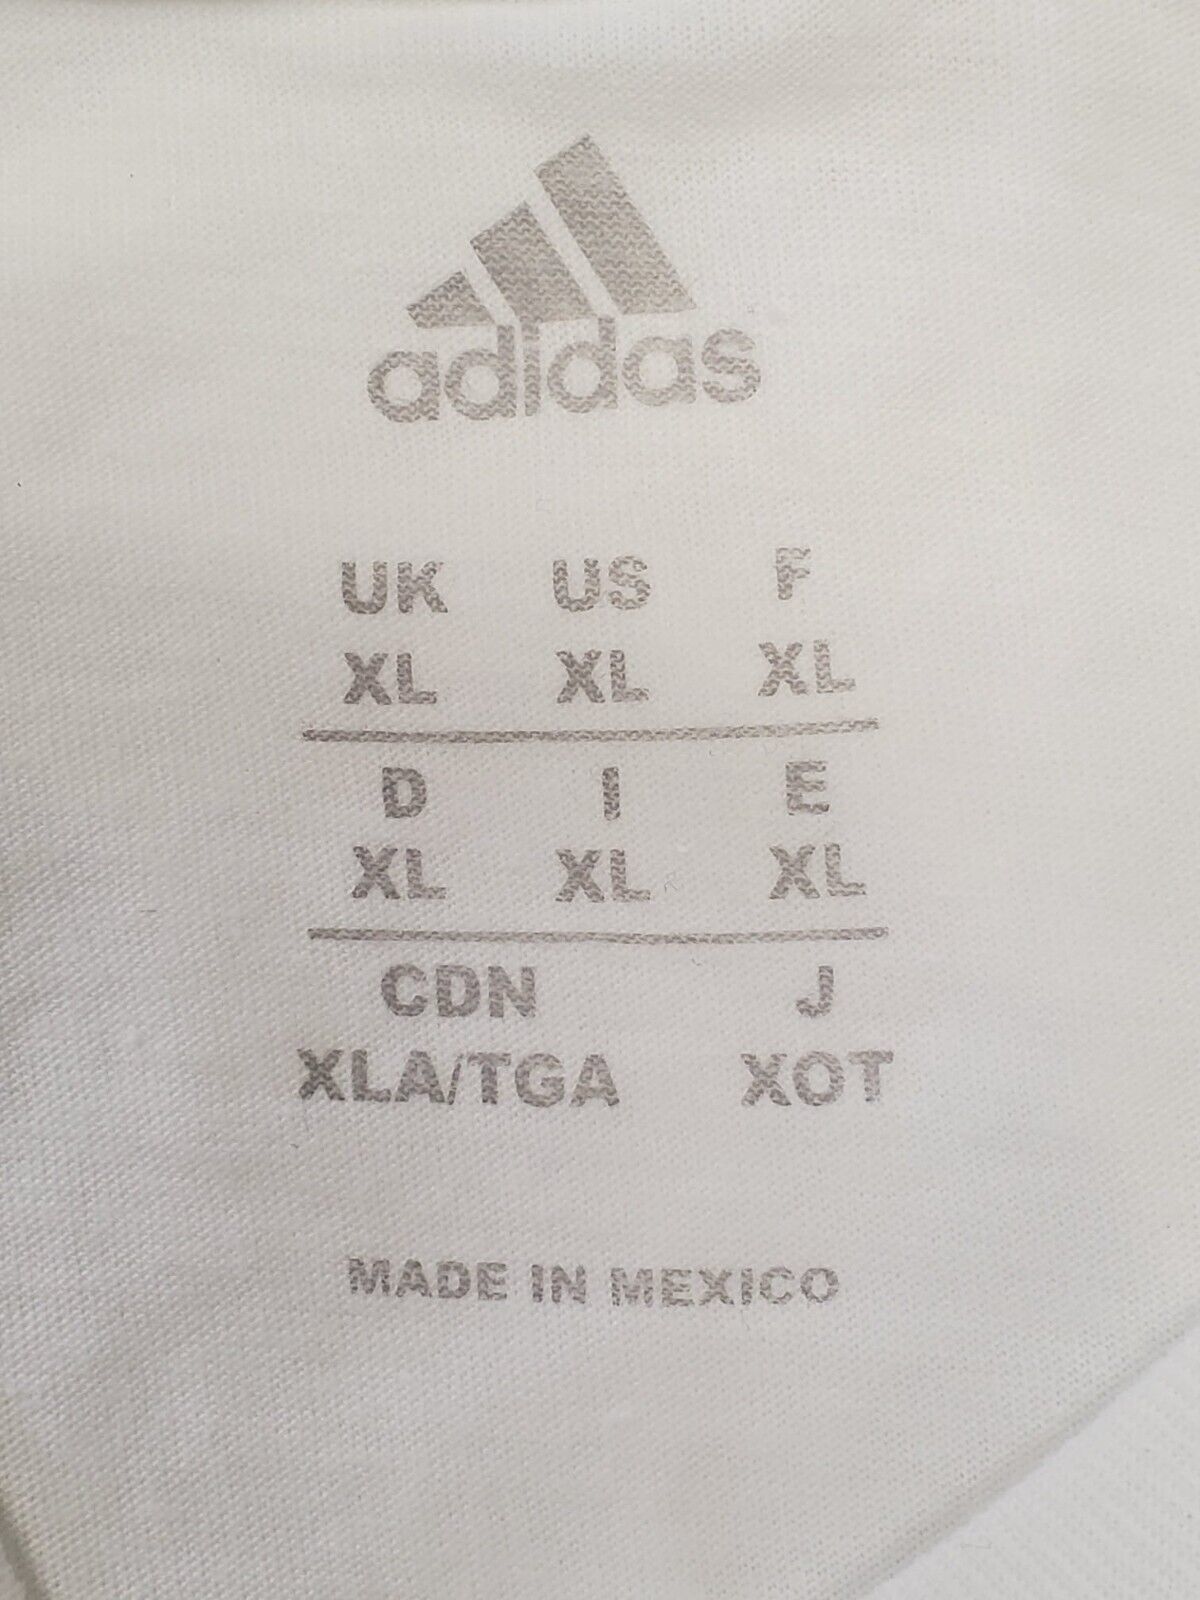 adidas
UK US F
XL XL XL
D I E
XL XL XL
CDN J
XLA/TGA XOT
MADE IN MEXICO